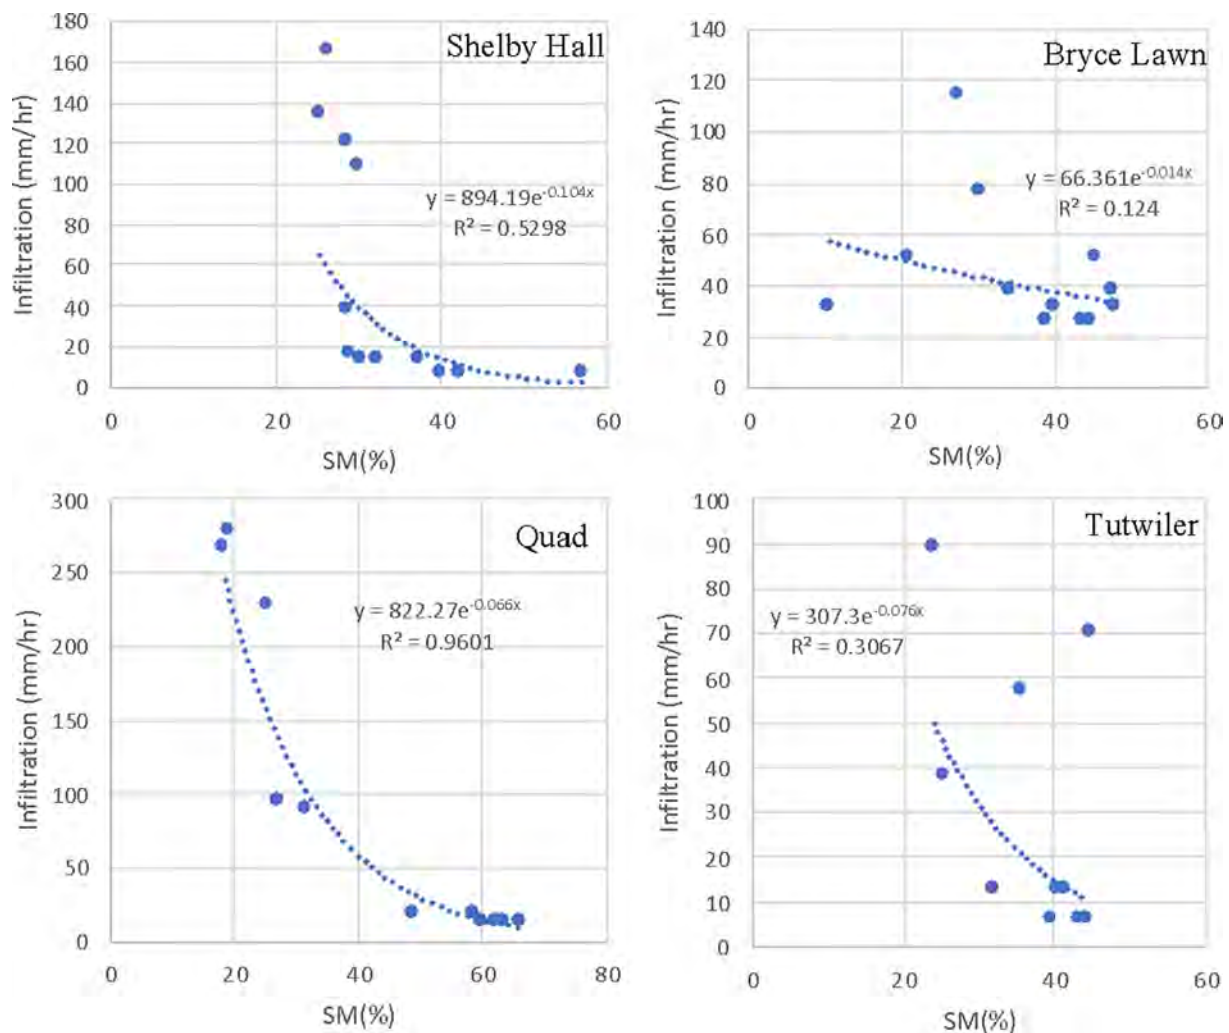 Shelby Hall
Infiltration (mm/hr)
180
160
140
120
100
80
60
40
20
0
y = 894.19e^-0.104x
R² = 0.5298
0 20 40 60
SM(%)
Bryce Lawn
Infiltration (mm/hr)
140
120
100
80
60
40
20
0
y = 66.361e^-0.014x
R² = 0.124
0 20 40 60
SM(%)
Quad
Infiltration (mm/hr)
300
250
200
150
100
50
0
y = 822.27e^-0.066x
R² = 0.9601
0 20 40 60 80
SM(%)
Tutwiler
Infiltration (mm/hr)
100
90
80
70
60
50
40
30
20
10
0
y = 307.3e^-0.076x
R² = 0.3067
0 20 40 60
SM(%)